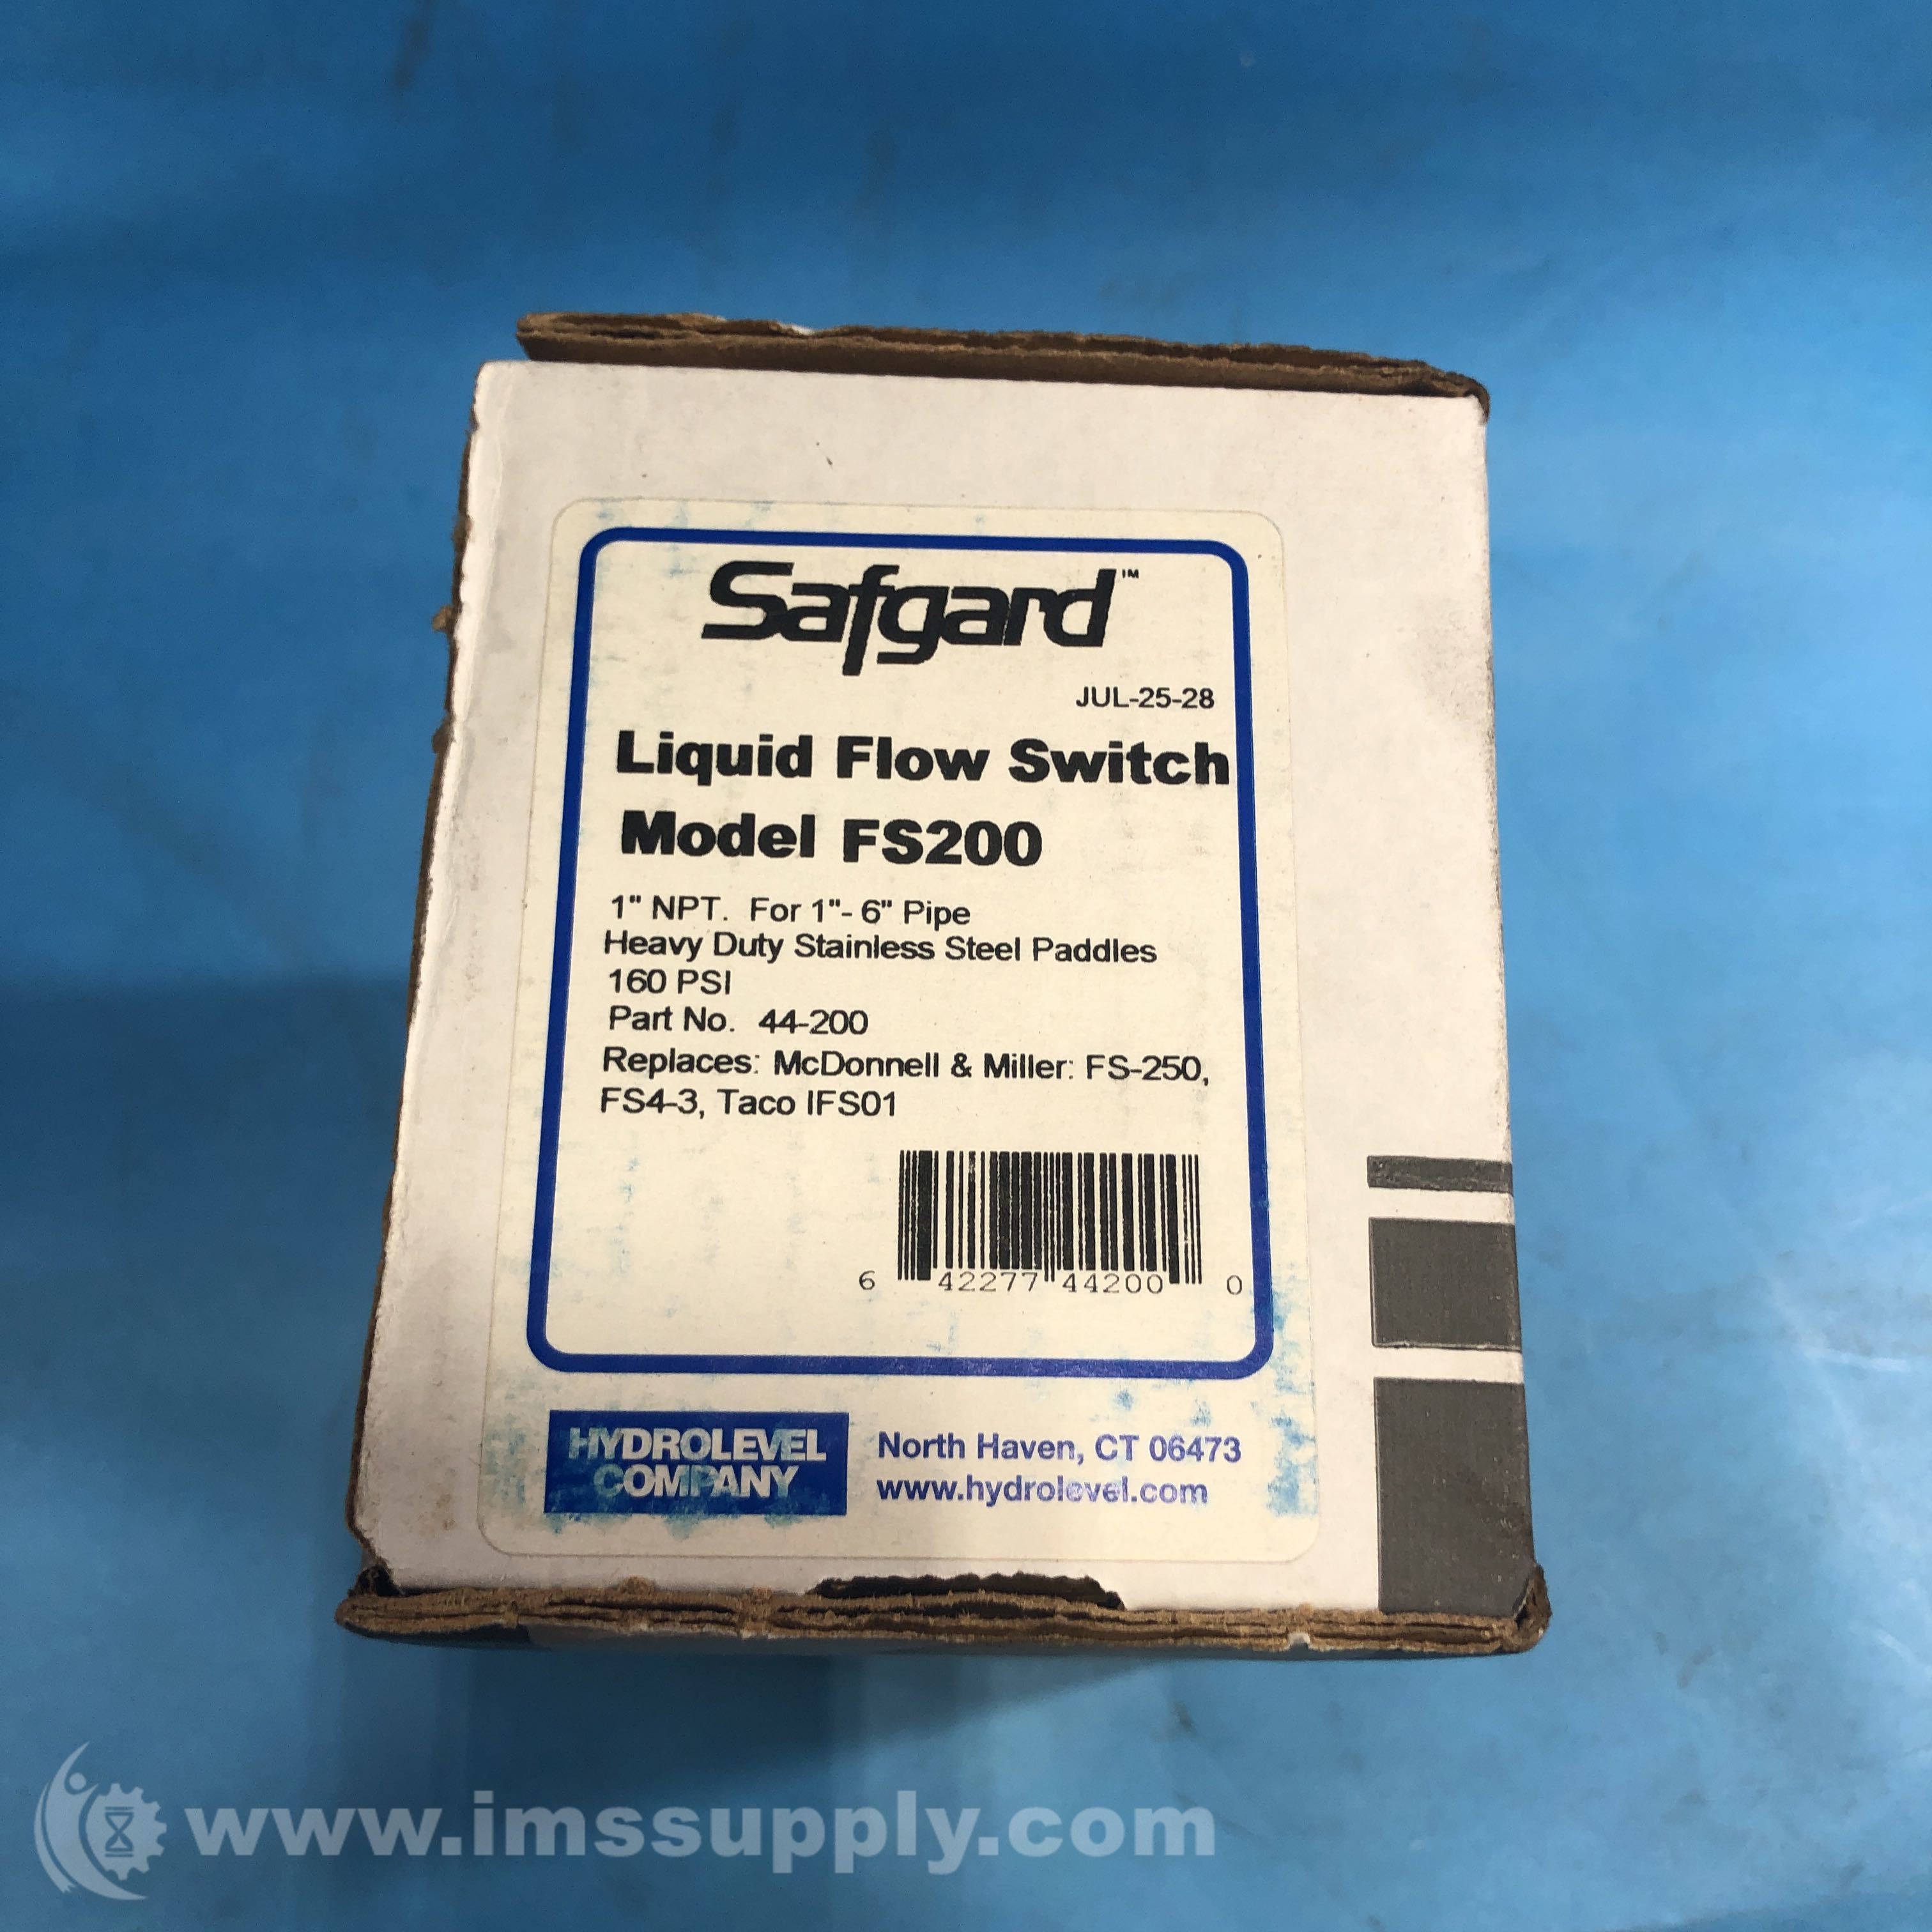 Safgard™
JUL-25-28
Liquid Flow Switch
Model FS200
1" NPT. For 1"- 6" Pipe
Heavy Duty Stainless Steel Paddles
160 PSI
Part No. 44-200
Replaces: McDonnell & Miller: FS-250,
FS4-3, Taco IFS01
6 42277 44200 0
HYDROLEVEL
COMPANY
North Haven, CT 06473
www.hydrolevel.com
www.imssupply.com